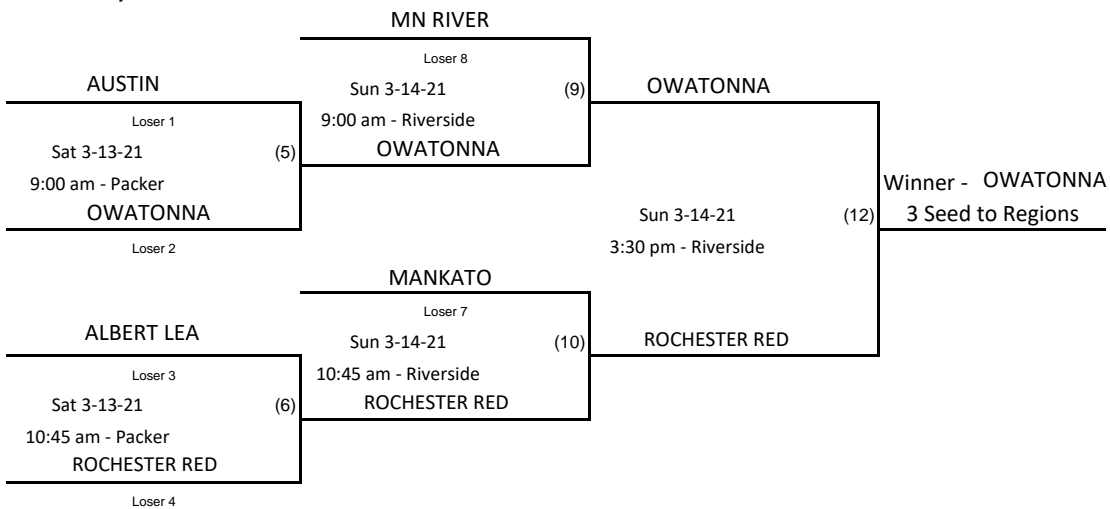 MN RIVER
Loser 8
AUSTIN
Sun 3-14-21 (9) OWATONNA
Loser 1
9:00 am - Riverside
Sat 3-13-21 (5) OWATONNA
9:00 am - Packer
Winner - OWATONNA
OWATONNA
Sun 3-14-21 (12) 3 Seed to Regions
Loser 2
3:30 pm - Riverside
MANKATO
Loser 7
ALBERT LEA
Sun 3-14-21 (10) ROCHESTER RED
Loser 3
10:45 am - Riverside
Sat 3-13-21 (6) ROCHESTER RED
10:45 am - Packer
ROCHESTER RED
Loser 4